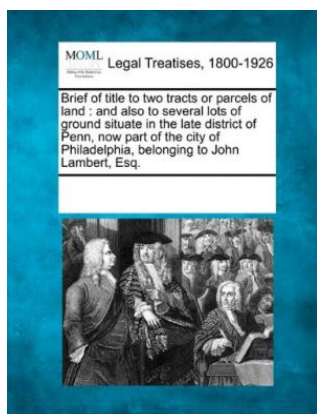 MOML
Legal Treatises, 1800-1926
Brief of title to two tracts or parcels of
land : and also to several lots of
ground situate in the late district of
Penn, now part of the city of
Philadelphia, belonging to John
Lambert, Esq.